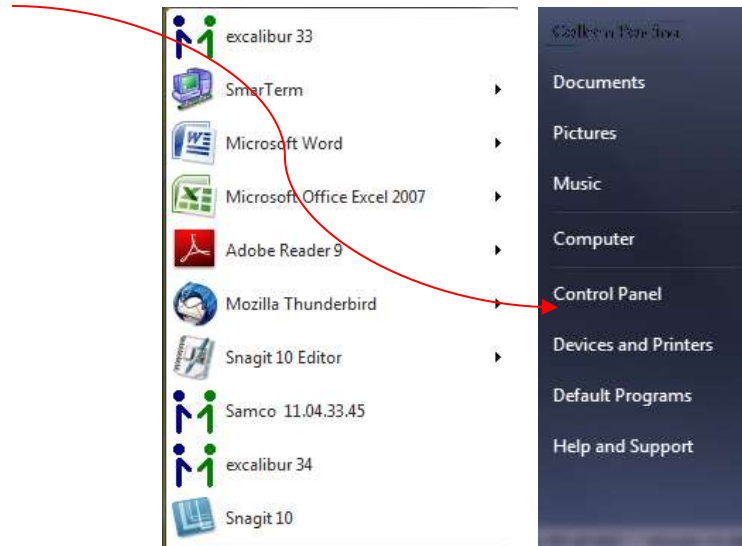 excalibur 33
SmarTerm
Microsoft Word
Microsoft Office Excel 2007
Adobe Reader 9
Mozilla Thunderbird
Snagit 10 Editor
Samco 11.04.33.45
excalibur 34
Snagit 10
Documents
Pictures
Music
Computer
Control Panel
Devices and Printers
Default Programs
Help and Support